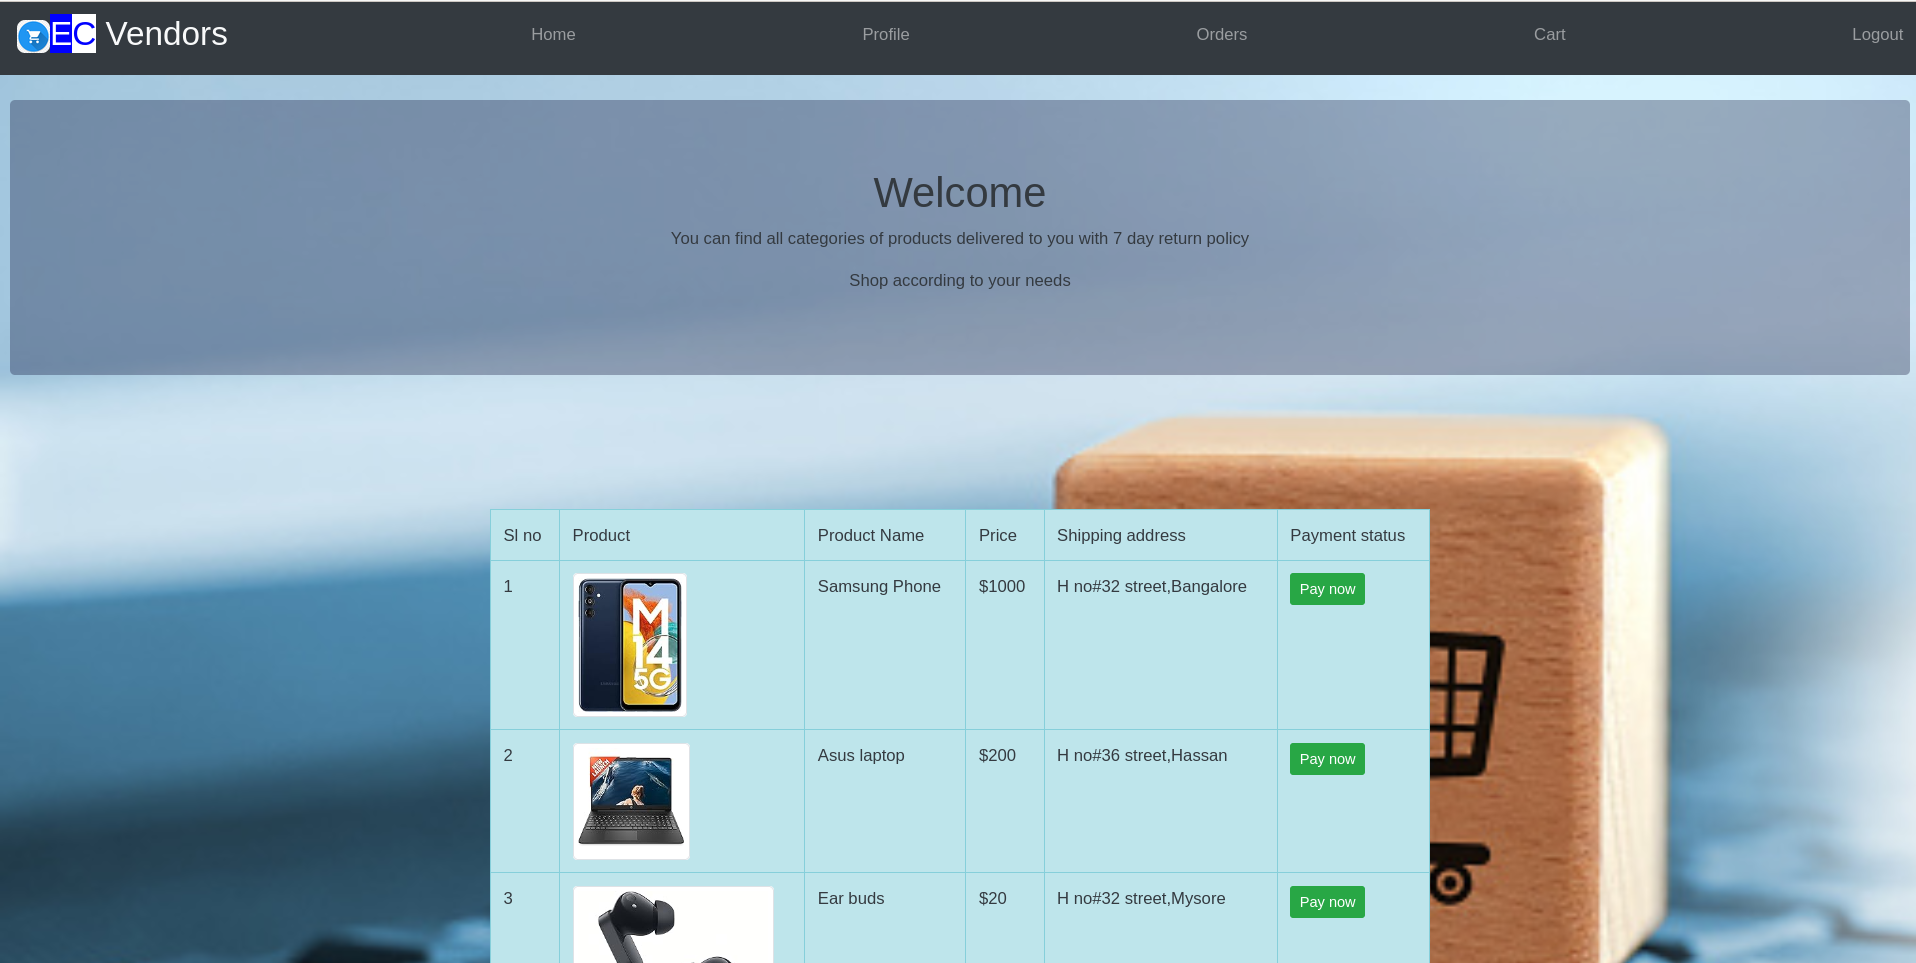 EC Vendors
Home Profile Orders Cart Logout
Welcome
You can find all categories of products delivered to you with 7 day return policy
Shop according to your needs
Sl no Product Product Name Price Shipping address Payment status
1 Samsung Phone $1000 H no#32 street,Bangalore Pay now
M
14
5G
2 Asus laptop $200 H no#36 street,Hassan Pay now
NEW
LAUNCH
3 Ear buds $20 H no#32 street,Mysore Pay now